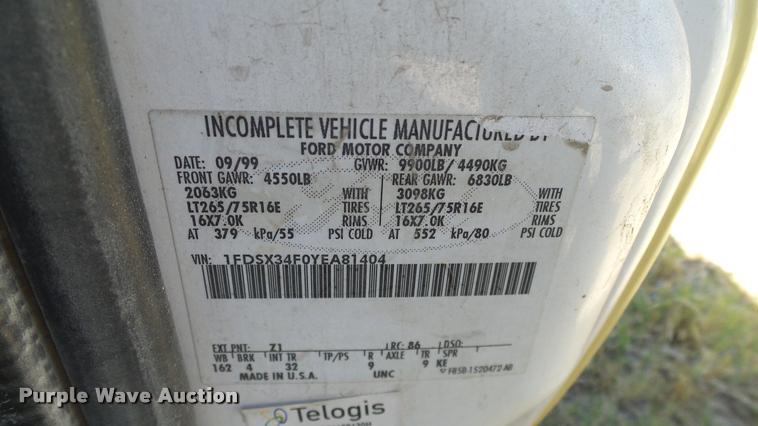 INCOMPLETE VEHICLE MANUFACTURED BY
FORD MOTOR COMPANY
DATE: 09/99 GVWR: 9900LB/ 4490KG
FRONT GAWR: 4550LB REAR GAWR: 6830LB
2063KG WITH 3098KG WITH
LT265/75R16E TIRES LT265/75R16E TIRES
16X7.0K RIMS 16X7.0K RIMS
AT 379 kPa/55 PSI COLD AT 552 kPa/80 PSI COLD
VIN: 1FDSX34F0YEA81404
EXT PNT: Z1 RC: 86 DSO:
WB BRK INT TR TP/PS R AXLE TR SPR
162 4 32 9 9 KE
MADE IN U.S.A. UNC F85B-1520472-AB
Purple Wave Auction
Telogis